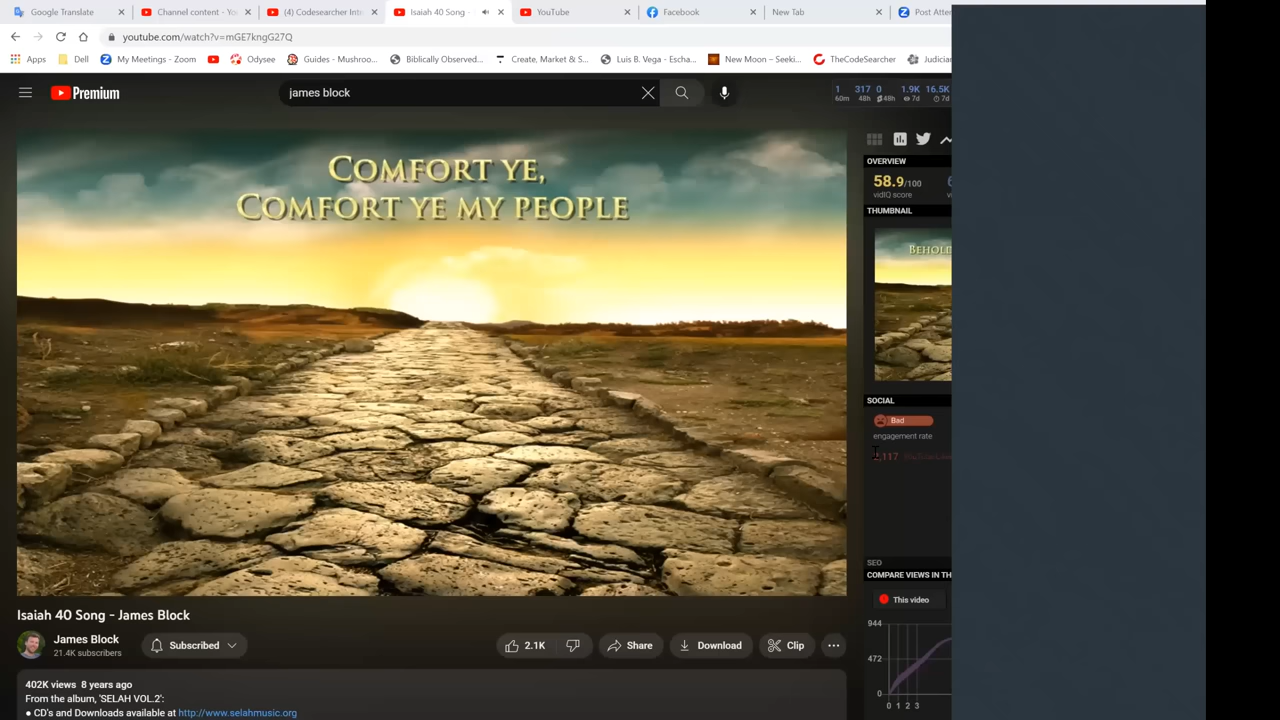 Google Translate
Channel content - Yo
(4) Codesearcher Int
Isaiah 40 Song -
YouTube
Facebook
New Tab
Post Atte
youtube.com/watch?v=mGE7kngG27Q
Apps
Dell
My Meetings - Zoom
Odysee
Guides - Mushroo...
Biblically Observed...
Create, Market & S...
Luis B. Vega - Escha...
New Moon – Seeki...
TheCodeSearcher
Judician
Premium
james block
1 317 0 1.9K 16.5K
60m 48h 48h 7d 7d
COMFORT YE,
COMFORT YE MY PEOPLE
OVERVIEW
58.9/100
vidIQ score
THUMBNAIL
BEHOLD
SOCIAL
Bad
engagement rate
2,117
SEO
COMPARE VIEWS IN TH
This video
944
472
0
0 1 2 3
Isaiah 40 Song - James Block
James Block
21.4K subscribers
Subscribed
2.1K
Share
Download
Clip
402K views 8 years ago
From the album, 'SELAH VOL.2':
● CD's and Downloads available at http://www.selahmusic.org